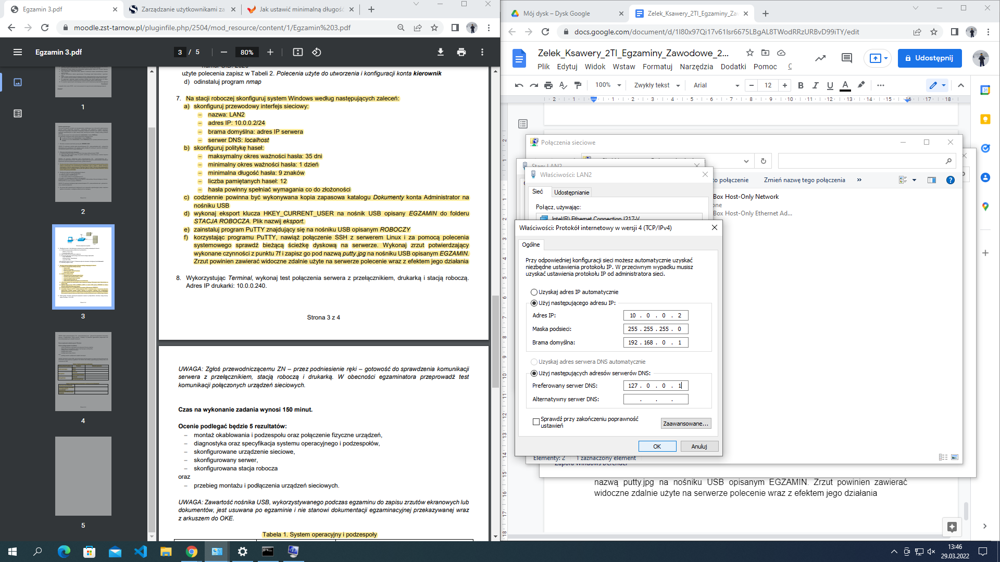 Egzamin 3.pdf
Zarządzanie użytkownikami za
Jak ustawić minimalną długość
moodle.zst-tarnow.pl/pluginfile.php/2504/mod_resource/content/1/Egzamin%203.pdf
Egzamin 3.pdf
3 / 5
80%
1
2
3
4
5
użyte polecenia zapisz w Tabeli 2. Polecenia użyte do utworzenia i konfiguracji konta kierownik
d) odinstaluj program nmap
7. Na stacji roboczej skonfiguruj system Windows według następujących zaleceń:
a) skonfiguruj przewodowy interfejs sieciowy:
– nazwa: LAN2
– adres IP: 10.0.0.2/24
– brama domyślna: adres IP serwera
– serwer DNS: localhost
b) skonfiguruj politykę haseł:
– maksymalny okres ważności hasła: 35 dni
– minimalny okres ważności hasła: 1 dzień
– minimalna długość hasła: 9 znaków
– liczba pamiętanych haseł: 12
– hasła powinny spełniać wymagania co do złożoności
c) codziennie powinna być wykonywana kopia zapasowa katalogu Dokumenty konta Administrator na
nośniku USB
d) wykonaj eksport klucza HKEY_CURRENT_USER na nośnik USB opisany EGZAMIN do folderu
STACJA ROBOCZA. Plik nazwij eksport.
e) zainstaluj program PuTTY znajdujący się na nośniku USB opisanym ROBOCZY
f) korzystając programu PuTTY, nawiąż połączenie SSH z serwerem Linux i za pomocą polecenia
systemowego sprawdź bieżącą ścieżkę dyskową na serwerze. Wykonaj zrzut potwierdzający
wykonane czynności z punktu 7f i zapisz go pod nazwą putty.jpg na nośniku USB opisanym EGZAMIN.
Zrzut powinien zawierać widoczne zdalnie użyte na serwerze polecenie wraz z efektem jego działania
8. Wykorzystując Terminal, wykonaj test połączenia serwera z przełącznikiem, drukarką i stacją roboczą.
Adres IP drukarki: 10.0.0.240.
Strona 3 z 4
UWAGA: Zgłoś przewodniczącemu ZN – przez podniesienie ręki – gotowość do sprawdzenia komunikacji
serwera z przełącznikiem, stacją roboczą i drukarką. W obecności egzaminatora przeprowadź test
komunikacji połączonych urządzeń sieciowych.
Czas na wykonanie zadania wynosi 150 minut.
Ocenie podlegać będzie 5 rezultatów:
– montaż okablowania i podzespołu oraz połączenie fizyczne urządzeń,
– diagnostyka oraz specyfikacja systemu operacyjnego i podzespołów,
– skonfigurowane urządzenie sieciowe,
– skonfigurowany serwer,
– skonfigurowana stacja robocza
oraz
– przebieg montażu i podłączenia urządzeń sieciowych.
UWAGA: Zawartość nośnika USB, wykorzystywanego podczas egzaminu do zapisu zrzutów ekranowych lub
dokumentów, jest usuwana po egzaminie i nie stanowi dokumentacji egzaminacyjnej przekazywanej wraz
z arkuszem do OKE.
Tabela 1. System operacyjny i podzespoły
Mój dysk – Dysk Google
Zelek_Ksawery_2TI_Egzaminy_Za
docs.google.com/document/d/1I80x97Qi17v61Isr6675LBgAL8TWodRRzURBvD99iTY/edit
Zelek_Ksawery_2TI_Egzaminy_Zawodowe_2...
Plik Edytuj Widok Wstaw Formatuj Narzędzia Dodatki Pomoc
Udostępnij
100% Zwykły tekst Arial 12 B I U A
Połączenia sieciowe
Stan: LAN2
to połączenie Zmień nazwę tego połączenia »
Box Host-Only Network
one
Box Host-Only Ethernet Ad...
Właściwości: LAN2
Sieć Udostępnianie
Połącz, używając:
Intel(R) Ethernet Connection I217-V
Właściwości: Protokół internetowy w wersji 4 (TCP/IPv4)
Ogólne
Przy odpowiedniej konfiguracji sieci możesz automatycznie uzyskać
niezbędne ustawienia protokołu IP. W przeciwnym wypadku musisz
uzyskać ustawienia protokołu IP od administratora sieci.
Uzyskaj adres IP automatycznie
Użyj następującego adresu IP:
Adres IP: 10 . 0 . 0 . 2
Maska podsieci: 255 . 255 . 255 . 0
Brama domyślna: 192 . 168 . 0 . 1
Uzyskaj adres serwera DNS automatycznie
Użyj następujących adresów serwerów DNS:
Preferowany serwer DNS: 127 . 0 . 0 . 1
Alternatywny serwer DNS: . . .
Sprawdź przy zakończeniu poprawność
ustawień
Zaawansowane...
OK Anuluj
Elementy: 2 1 zaznaczony element
Zapora Windows Defender
nazwą putty.jpg na nośniku USB opisanym EGZAMIN. Zrzut powinien zawierać
widoczne zdalnie użyte na serwerze polecenie wraz z efektem jego działania
13:46
29.03.2022